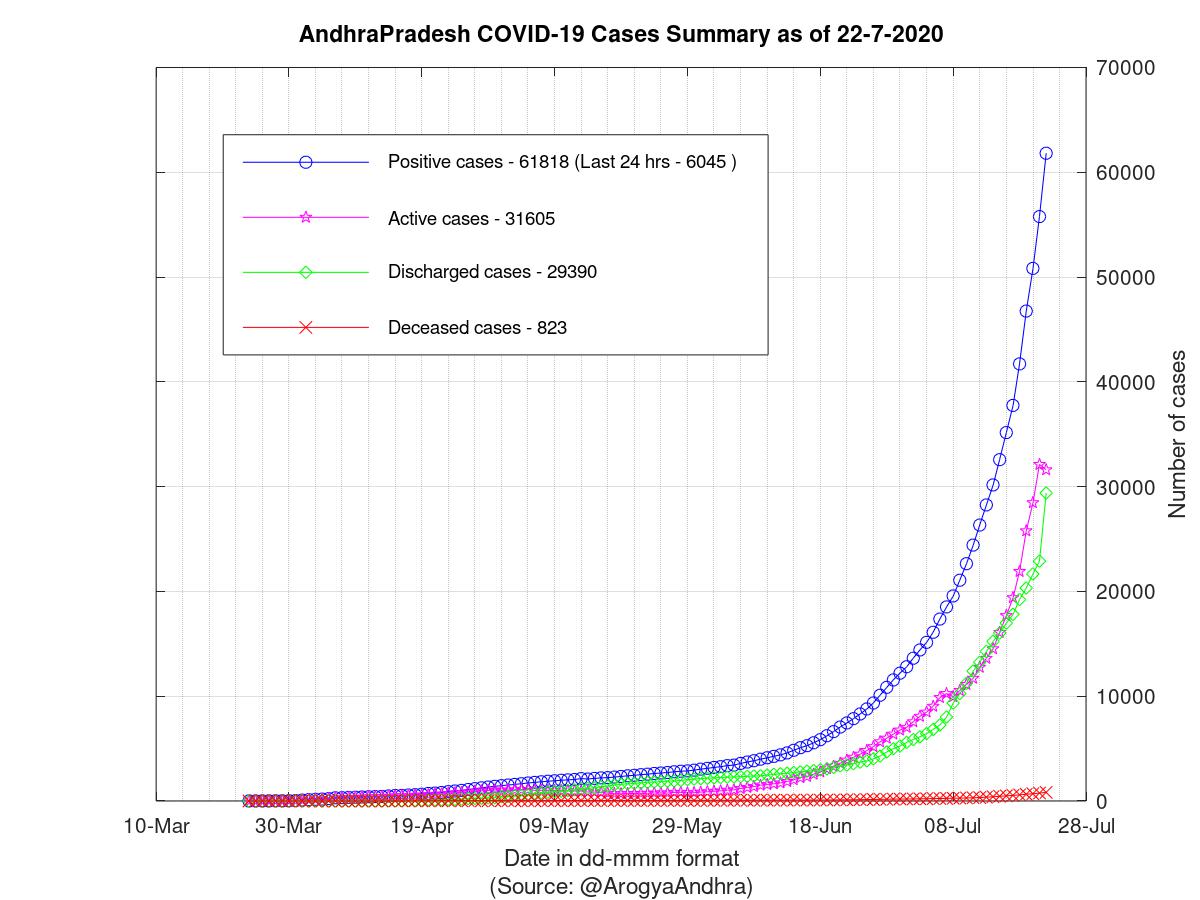 AndhraPradesh COVID-19 Cases Summary as of 22-7-2020
70000
Positive cases - 61818 (Last 24 hrs - 6045 )
60000
Active cases - 31605
Discharged cases - 29390
50000
Deceased cases - 823
40000
Number of cases
30000
20000
10000
0
10-Mar 30-Mar 19-Apr 09-May 29-May 18-Jun 08-Jul 28-Jul
Date in dd-mmm format
(Source: @ArogyaAndhra)